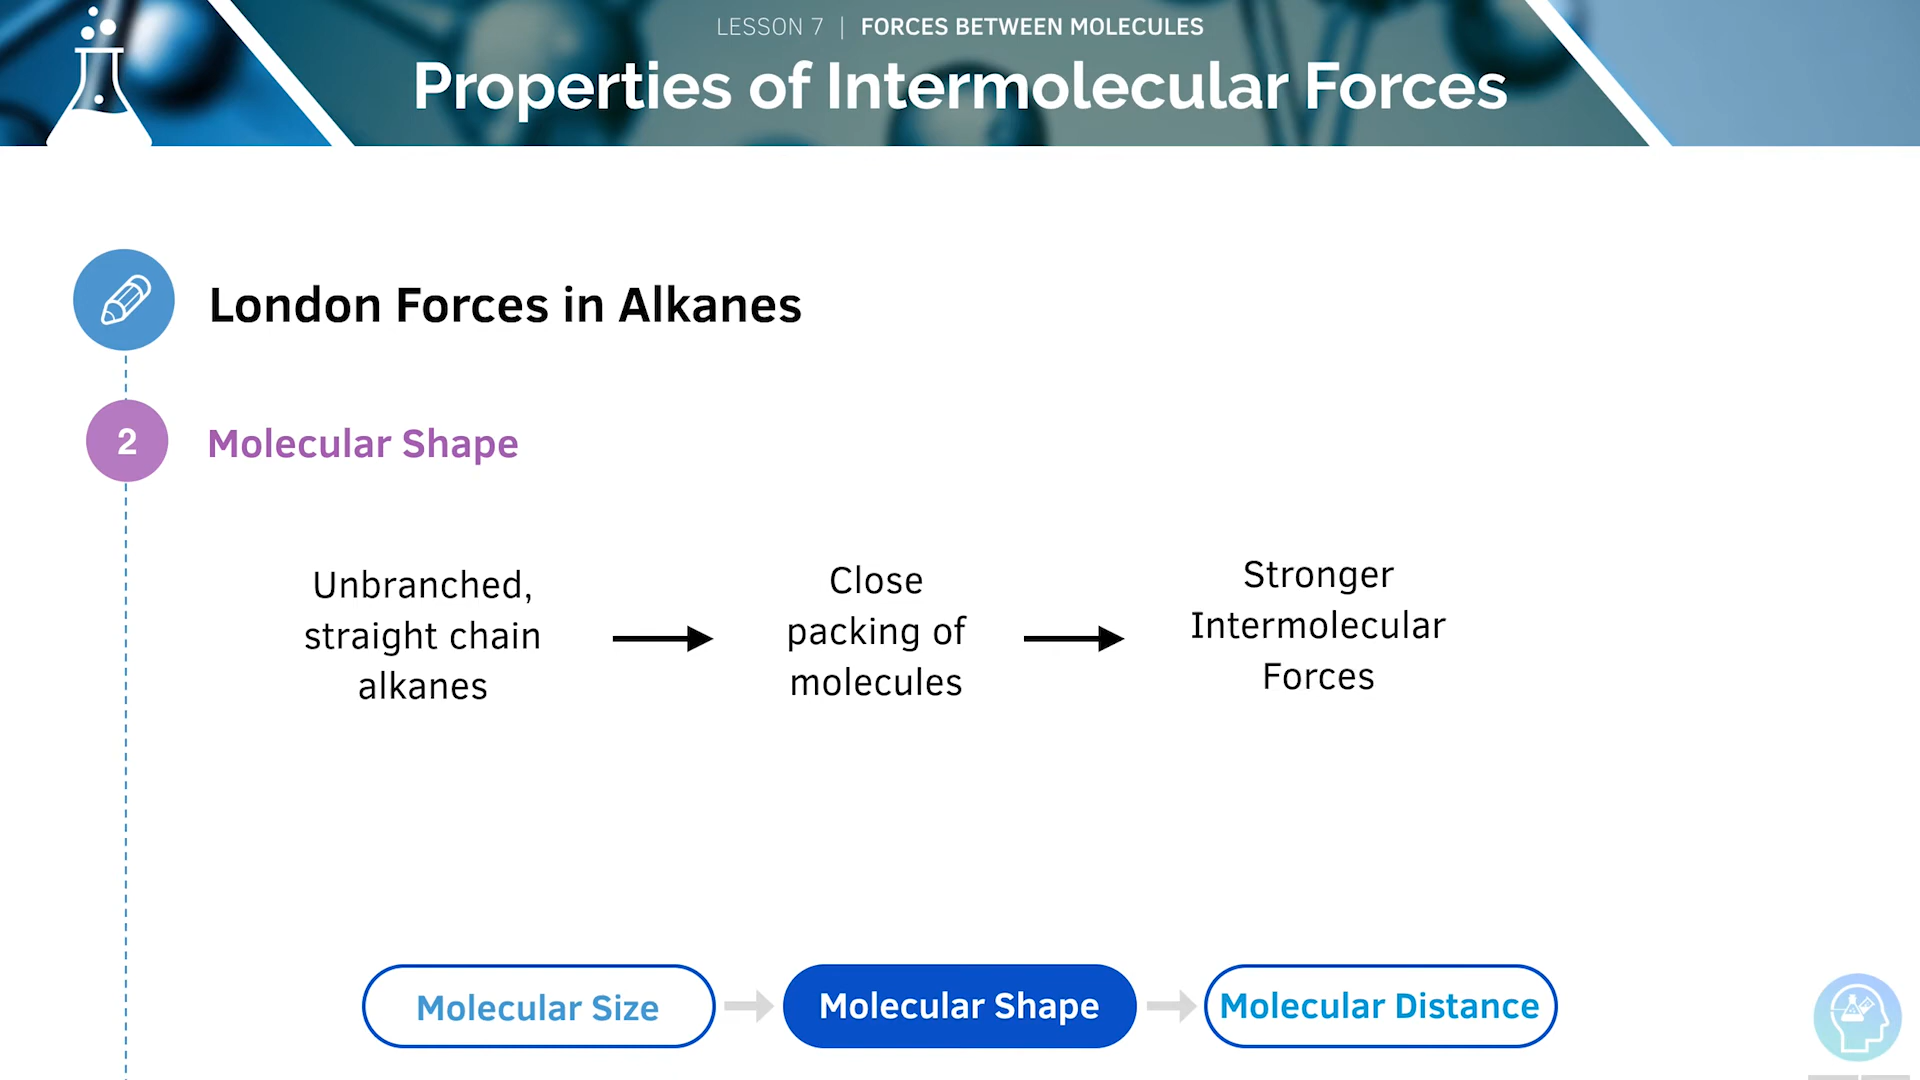 LESSON 7 | FORCES BETWEEN MOLECULES
Properties of Intermolecular Forces
London Forces in Alkanes
2 Molecular Shape
Unbranched,
straight chain
alkanes
Close
packing of
molecules
Stronger
Intermolecular
Forces
Molecular Size
Molecular Shape
Molecular Distance